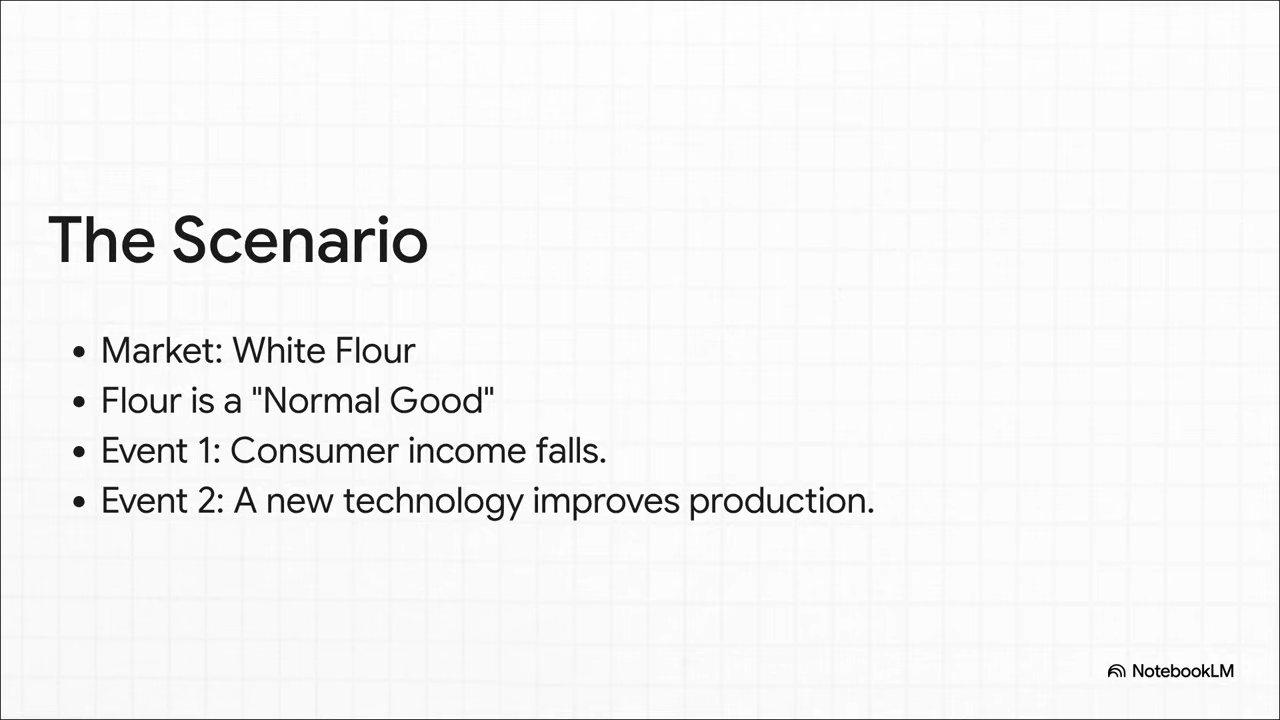 The Scenario
• Market: White Flour
• Flour is a "Normal Good"
• Event 1: Consumer income falls.
• Event 2: A new technology improves production.
NotebookLM